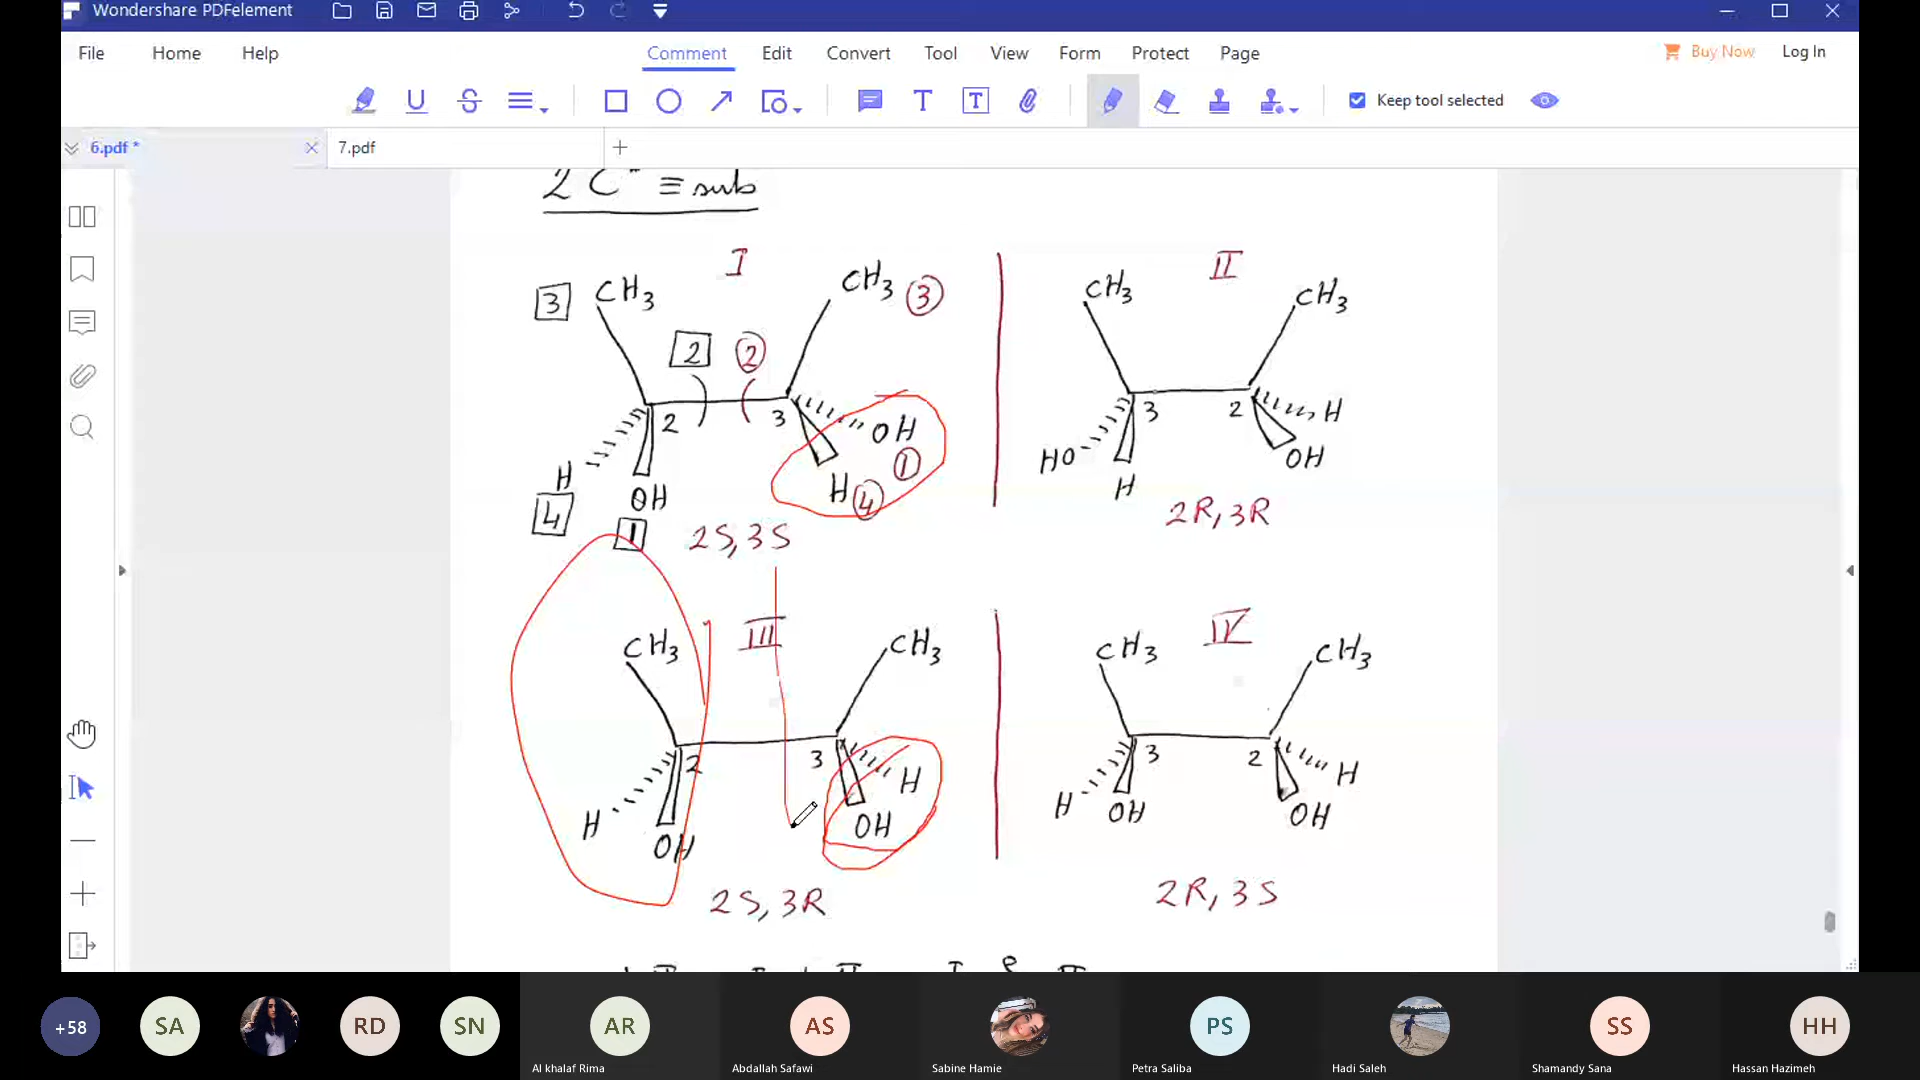 Wondershare PDFelement
File Home Help Comment Edit Convert Tool View Form Protect Page Buy Now Log In
Keep tool selected
6.pdf * 7.pdf
2 C* ≡ sub
I
3 CH3
CH3 3
2 2
2 3
OH 1
H 4
H 4
OH 1
2S, 3S
II
CH3 CH3
3 2
HO H
H OH
2R, 3R
III
CH3 CH3
2 3
H OH
H OH
2S, 3R
IV
CH3 CH3
3 2
H OH
H OH
2R, 3S
+58 SA RD SN AR AS PS SS HH
Al khalaf Rima Abdallah Safawi Sabine Hamie Petra Saliba Hadi Saleh Shamandy Sana Hassan Hazimeh